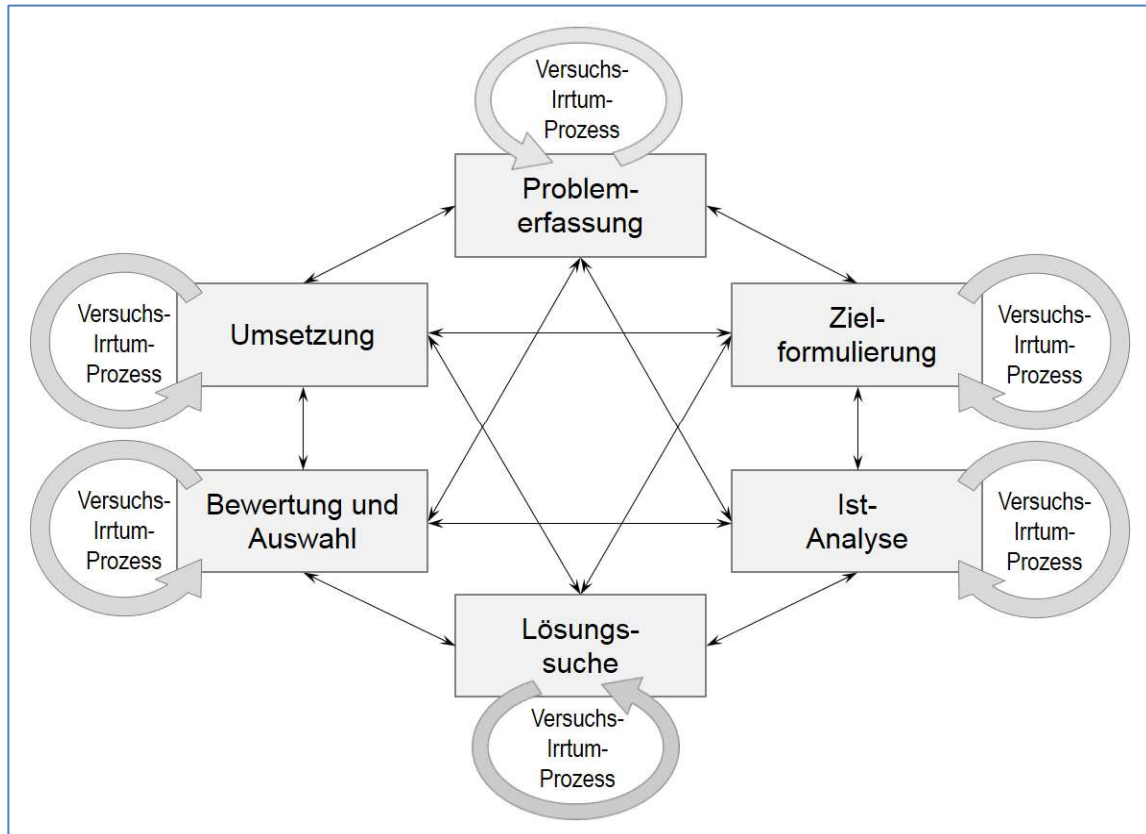 Versuchs-
Irrtum-
Prozess
Problem-
erfassung
Versuchs-
Irrtum-
Prozess
Umsetzung
Ziel-
formulierung
Versuchs-
Irrtum-
Prozess
Versuchs-
Irrtum-
Prozess
Bewertung und
Auswahl
Ist-
Analyse
Versuchs-
Irrtum-
Prozess
Lösungs-
suche
Versuchs-
Irrtum-
Prozess